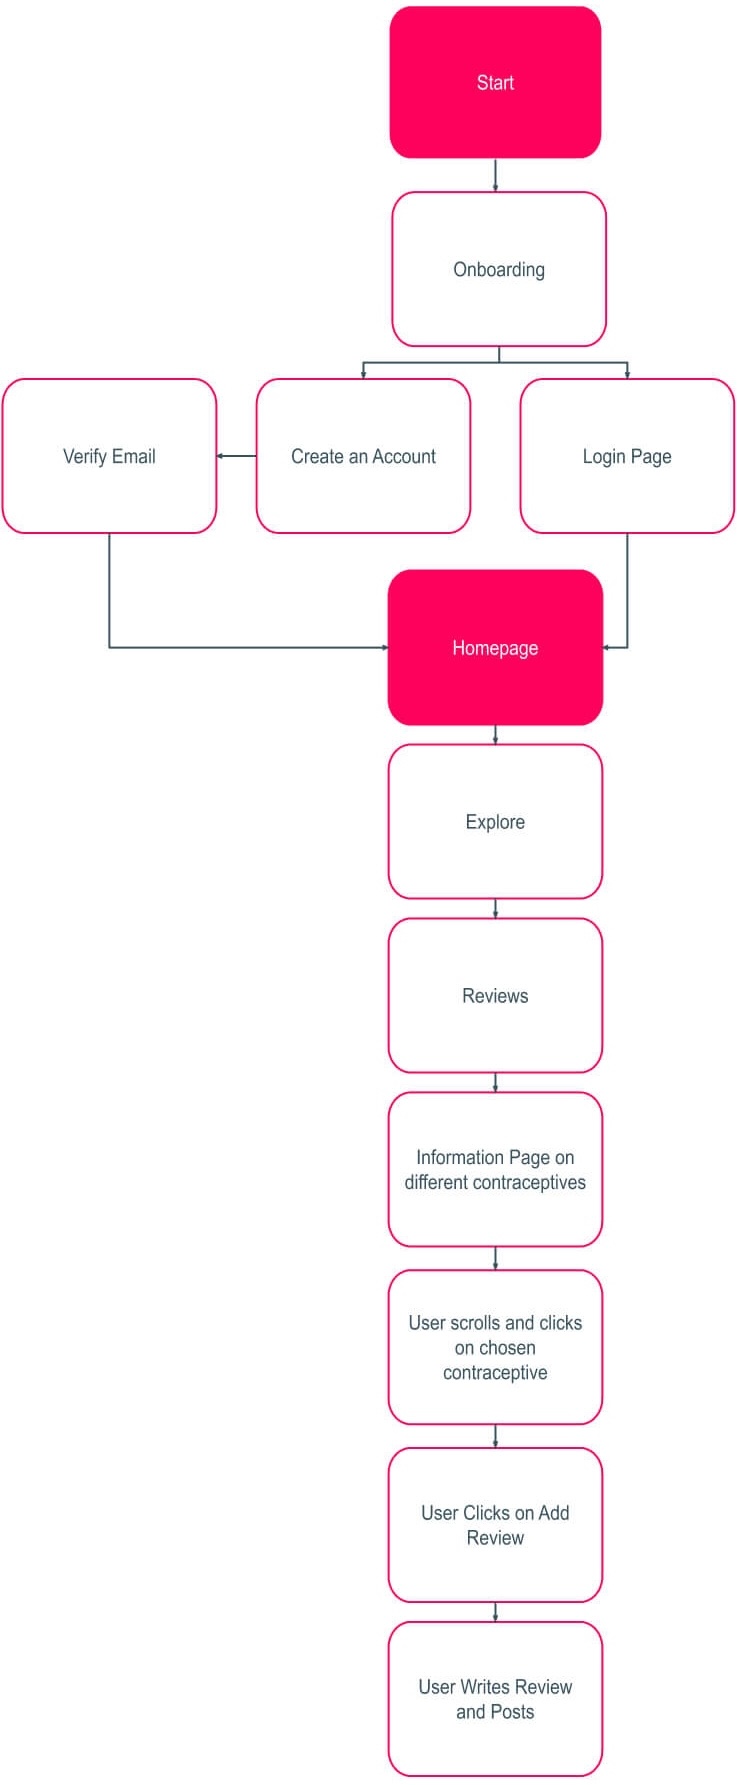 Start
Onboarding
Verify Email
Create an Account
Login Page
Homepage
Explore
Reviews
Information Page on
different contraceptives
User scrolls and clicks
on chosen
contraceptive
User Clicks on Add
Review
User Writes Review
and Posts